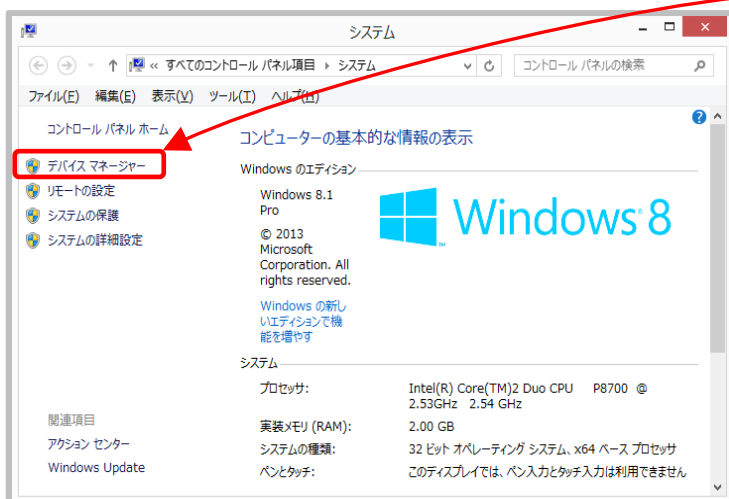 システム
« すべてのコントロール パネル項目 ▸ システム
コントロール パネルの検索
ファイル(F) 編集(E) 表示(V) ツール(T) ヘルプ(H)
コントロール パネル ホーム
デバイス マネージャー
リモートの設定
システムの保護
システムの詳細設定
関連項目
アクション センター
Windows Update
コンピューターの基本的な情報の表示
Windows のエディション
Windows 8.1
Pro
© 2013
Microsoft
Corporation. All
rights reserved.
Windows の新し
いエディションで機
能を増やす
Windows 8
システム
プロセッサ: Intel(R) Core(TM)2 Duo CPU P8700 @
2.53GHz 2.54 GHz
実装メモリ (RAM): 2.00 GB
システムの種類: 32 ビット オペレーティング システム、x64 ベース プロセッサ
ペンとタッチ: このディスプレイでは、ペン入力とタッチ入力は利用できません